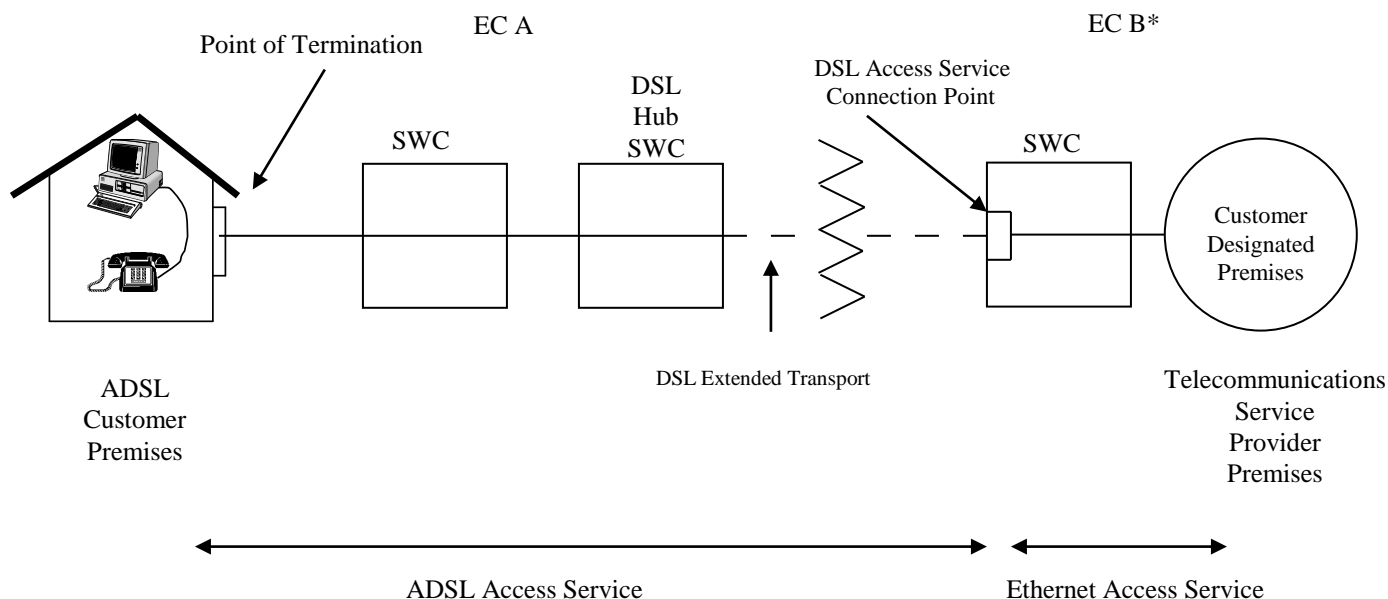 EC A
EC B*
Point of Termination
DSL Access Service
Connection Point
DSL
Hub
SWC
SWC
SWC
Customer
Designated
Premises
DSL Extended Transport
ADSL
Customer
Premises
Telecommunications
Service
Provider
Premises
ADSL Access Service
Ethernet Access Service